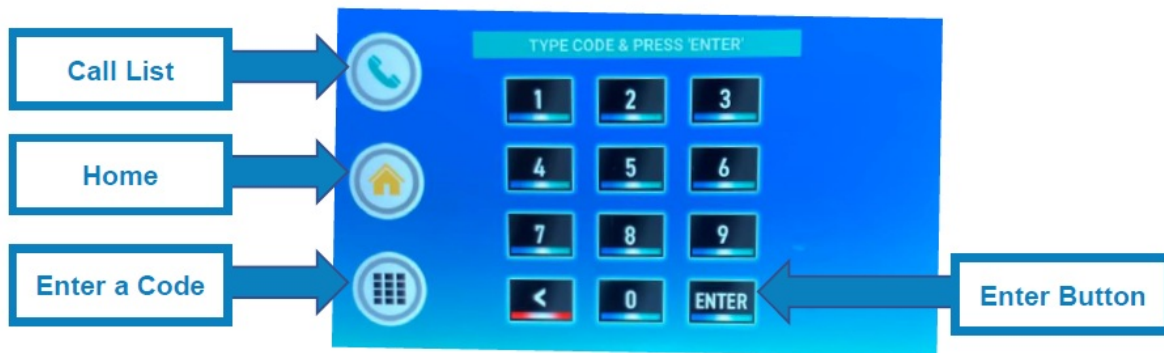 Call List
Home
Enter a Code
TYPE CODE & PRESS 'ENTER'
1 2 3
4 5 6
7 8 9
< 0 ENTER
Enter Button